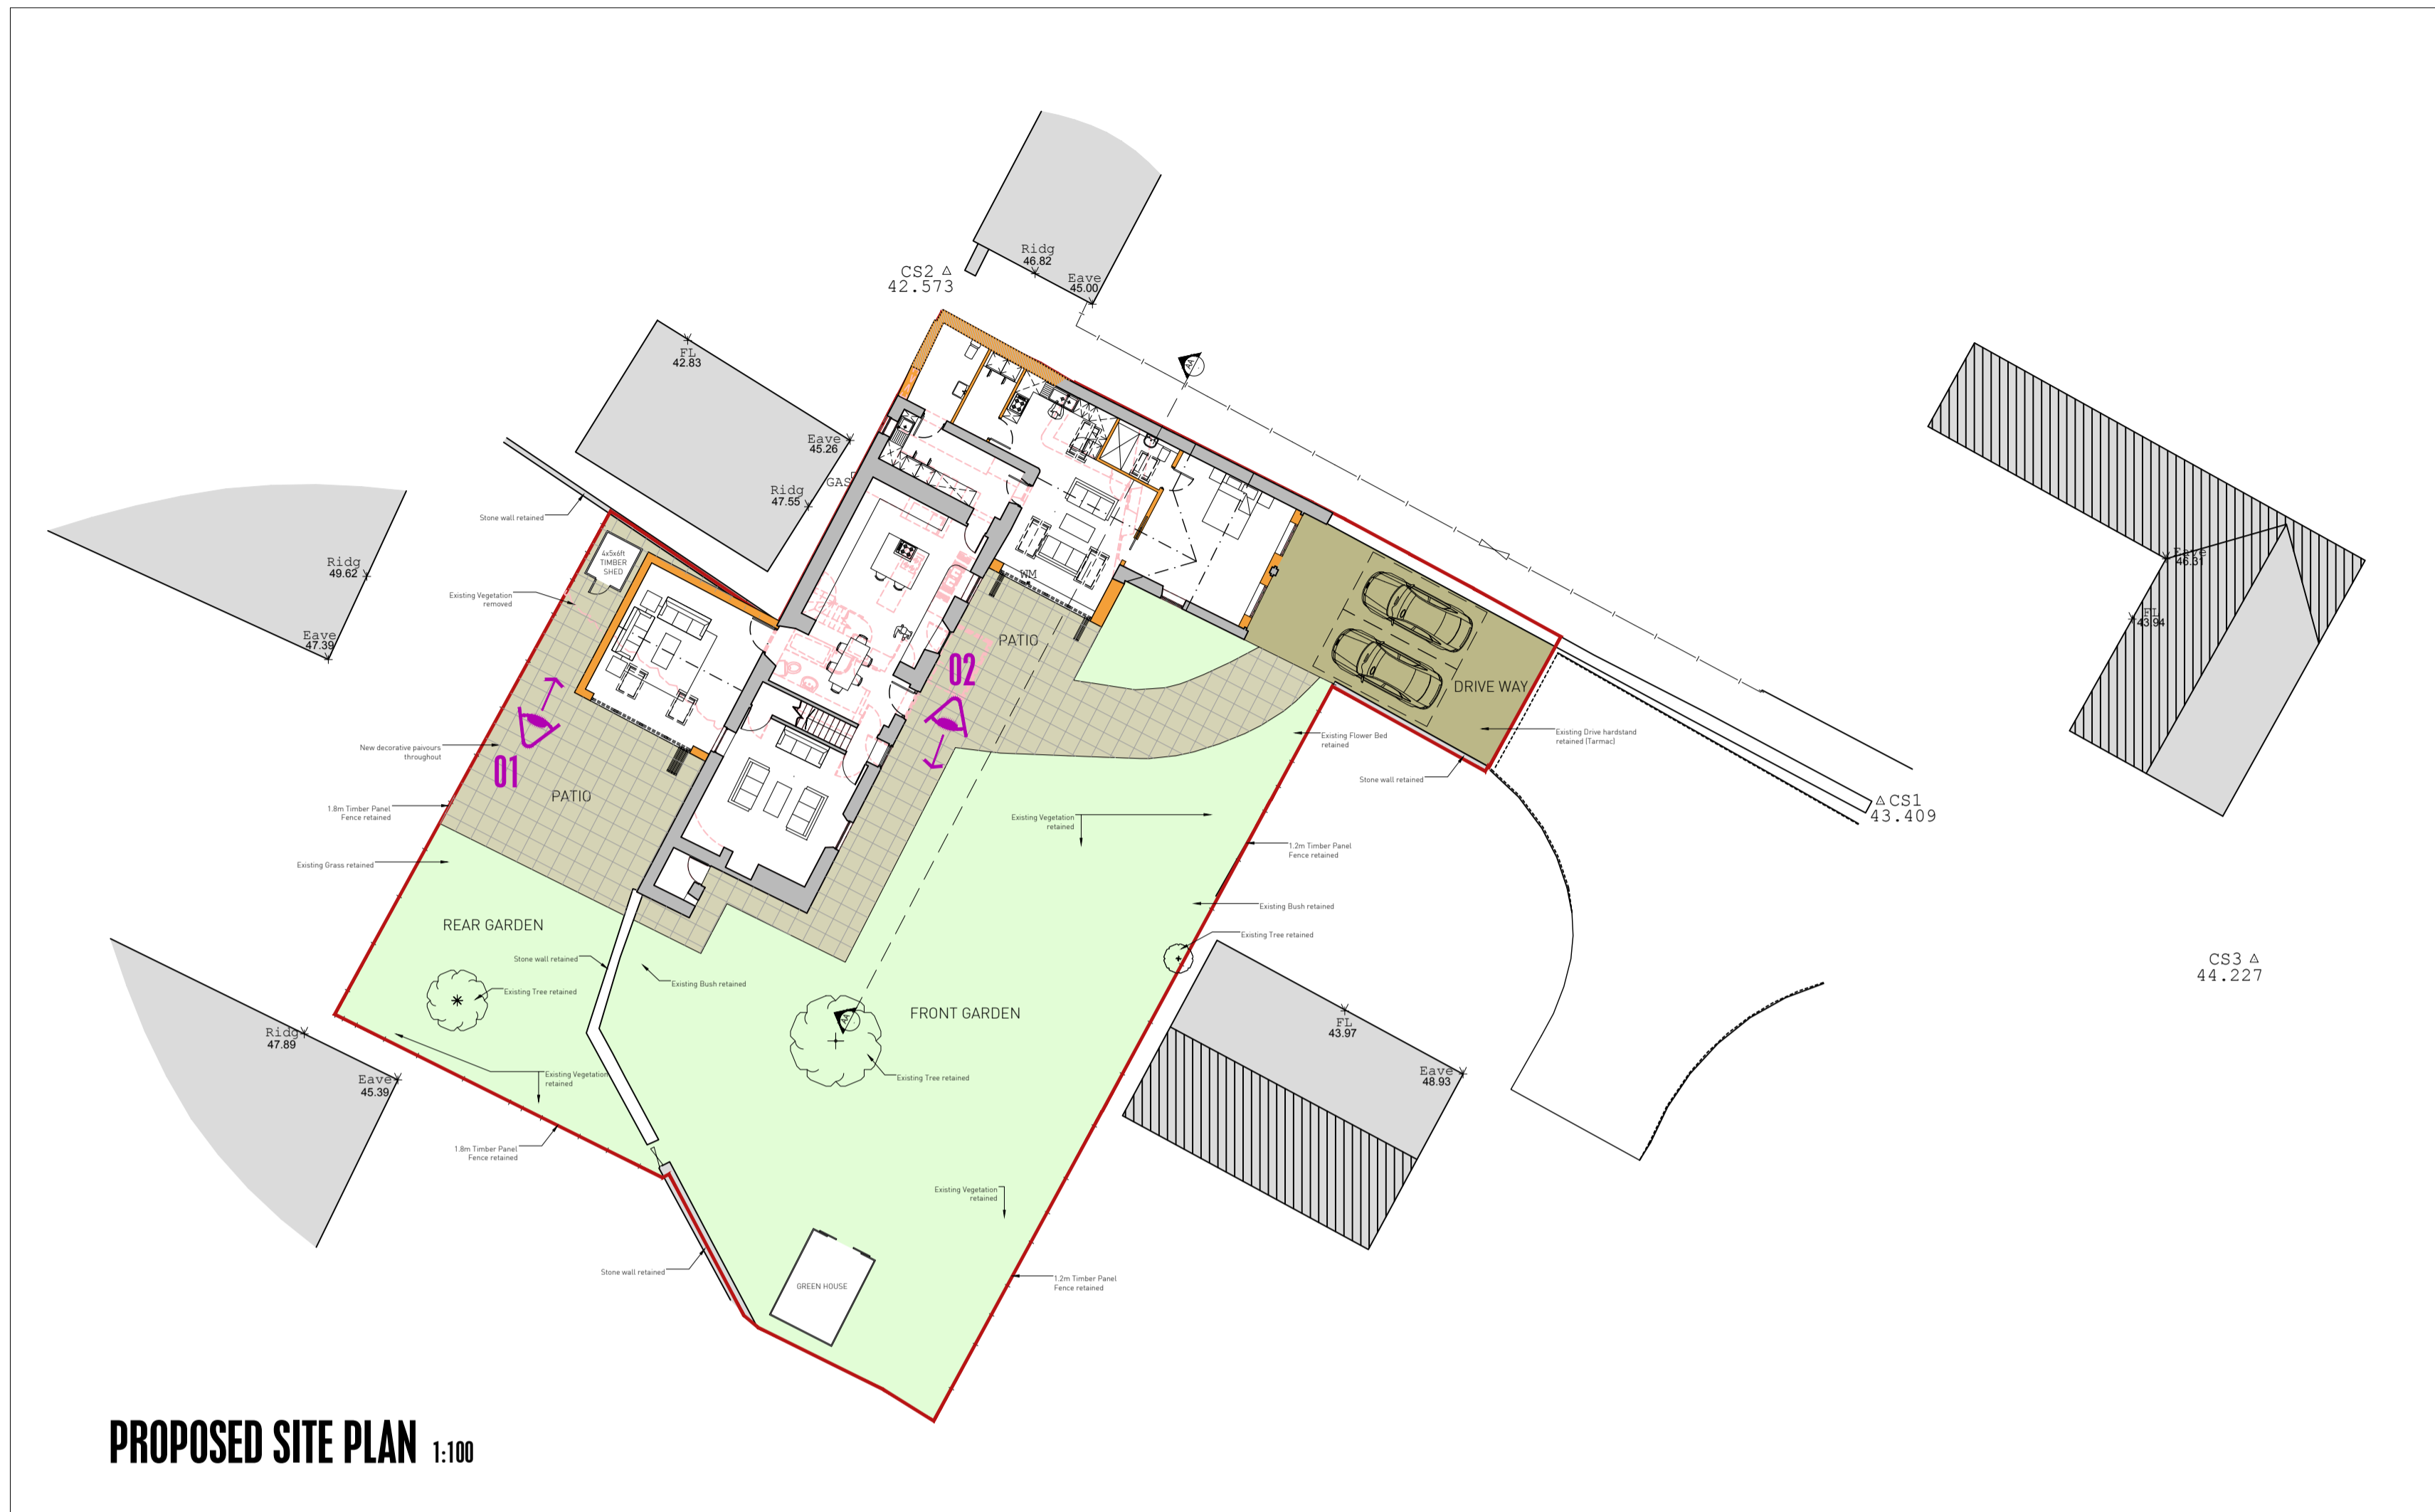 Ridg
46.82
Eave
45.00
CS2
42.573
FL
42.83
AA
Eave
45.26
Ridg
47.55
GAS
Stone wall retained
4x5x6ft
TIMBER
SHED
Ridg
49.62
Eave
47.39
Existing Vegetation
removed
WM
PATIO
02
Eave
46.31
FL
43.94
DRIVE WAY
Existing Flower Bed
retained
Existing Drive hardstand
retained (Tarmac)
Stone wall retained
New decorative paivours
throughout
01
PATIO
1.8m Timber Panel
Fence retained
CS1
43.409
Existing Vegetation
retained
1.2m Timber Panel
Fence retained
Existing Grass retained
Existing Bush retained
REAR GARDEN
Existing Tree retained
Stone wall retained
CS3
44.227
Existing Bush retained
Existing Tree retained
FRONT GARDEN
AA
FL
43.97
Ridg
47.89
Eave
45.39
Existing Vegetation
retained
Existing Tree retained
Eave
48.93
1.8m Timber Panel
Fence retained
Existing Vegetation
retained
Stone wall retained
GREEN HOUSE
1.2m Timber Panel
Fence retained
PROPOSED SITE PLAN 1:100